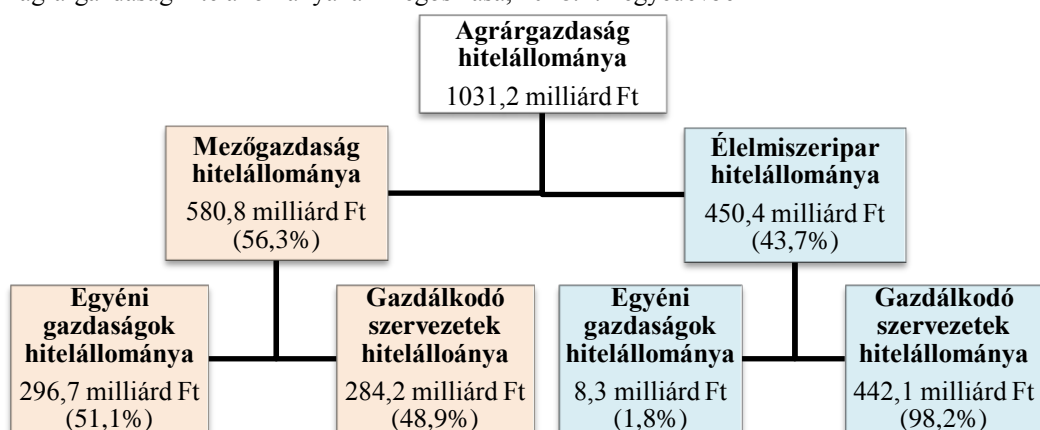 Agrárgazdaság
hitelállománya
1031,2 milliárd Ft
Mezőgazdaság
hitelállománya
580,8 milliárd Ft
(56,3%)
Élelmiszeripar
hitelállománya
450,4 milliárd Ft
(43,7%)
Egyéni
gazdaságok
hitelállománya
296,7 milliárd Ft
(51,1%)
Gazdálkodó
szervezetek
hitelálloánya
284,2 milliárd Ft
(48,9%)
Egyéni
gazdaságok
hitelállománya
8,3 milliárd Ft
(1,8%)
Gazdálkodó
szervezetek
hitelállománya
442,1 milliárd Ft
(98,2%)